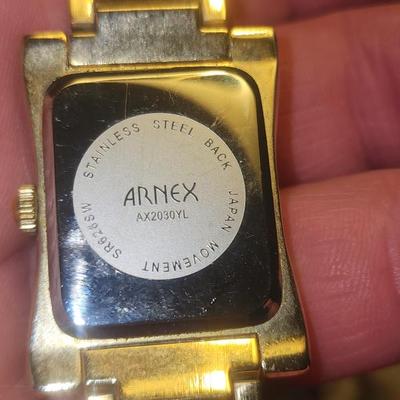 ARNEX
AX2030YL
STAINLESS STEEL BACK
JAPAN MOVEMENT
SR626SW